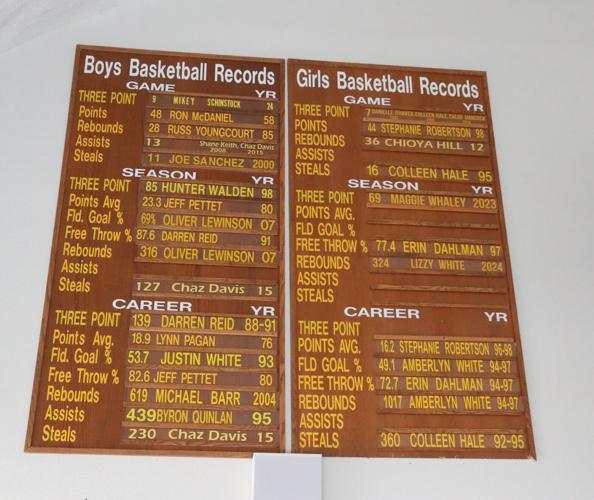 Boys Basketball Records
GAME YR
THREE POINT 9 MIKEY SCHINSTOCK 24
Points 48 RON McDANIEL 58
Rebounds 28 RUSS YOUNGCOURT 85
Assists 13 Shane Keith, Chaz Davis
2008 2015
Steals 11 JOE SANCHEZ 2000
SEASON YR
THREE POINT 85 HUNTER WALDEN 98
Points Avg 23.3 JEFF PETTET 80
Fld. Goal % 69% OLIVER LEWINSON 07
Free Throw % 87.6 DARREN REID 91
Rebounds 316 OLIVER LEWINSON 07
Assists
Steals 127 Chaz Davis 15
CAREER YR
THREE POINT 139 DARREN REID 88-91
Points Avg. 18.9 LYNN PAGAN 76
Fld. Goal % 53.7 JUSTIN WHITE 93
Free Throw % 82.6 JEFF PETTET 80
Rebounds 619 MICHAEL BARR 2004
Assists 439 BYRON QUINLAN 95
Steals 230 Chaz Davis 15
Girls Basketball Records
GAME YR
THREE POINT 7 COLLEEN HALE
POINTS 44 STEPHANIE ROBERTSON 98
REBOUNDS 36 CHIOYA HILL 12
ASSISTS
STEALS 16 COLLEEN HALE 95
SEASON YR
THREE POINT 69 MAGGIE WHALEY 2023
POINTS AVG.
FLD GOAL %
FREE THROW % 77.4 ERIN DAHLMAN 97
REBOUNDS 324 LIZZY WHITE 2024
ASSISTS
STEALS
CAREER YR
THREE POINT
POINTS AVG. 16.2 STEPHANIE ROBERTSON 96-98
FLD GOAL % 49.1 AMBERLYN WHITE 94-97
FREE THROW % 72.7 ERIN DAHLMAN 94-97
REBOUNDS 1017 AMBERLYN WHITE 94-97
ASSISTS
STEALS 360 COLLEEN HALE 92-95